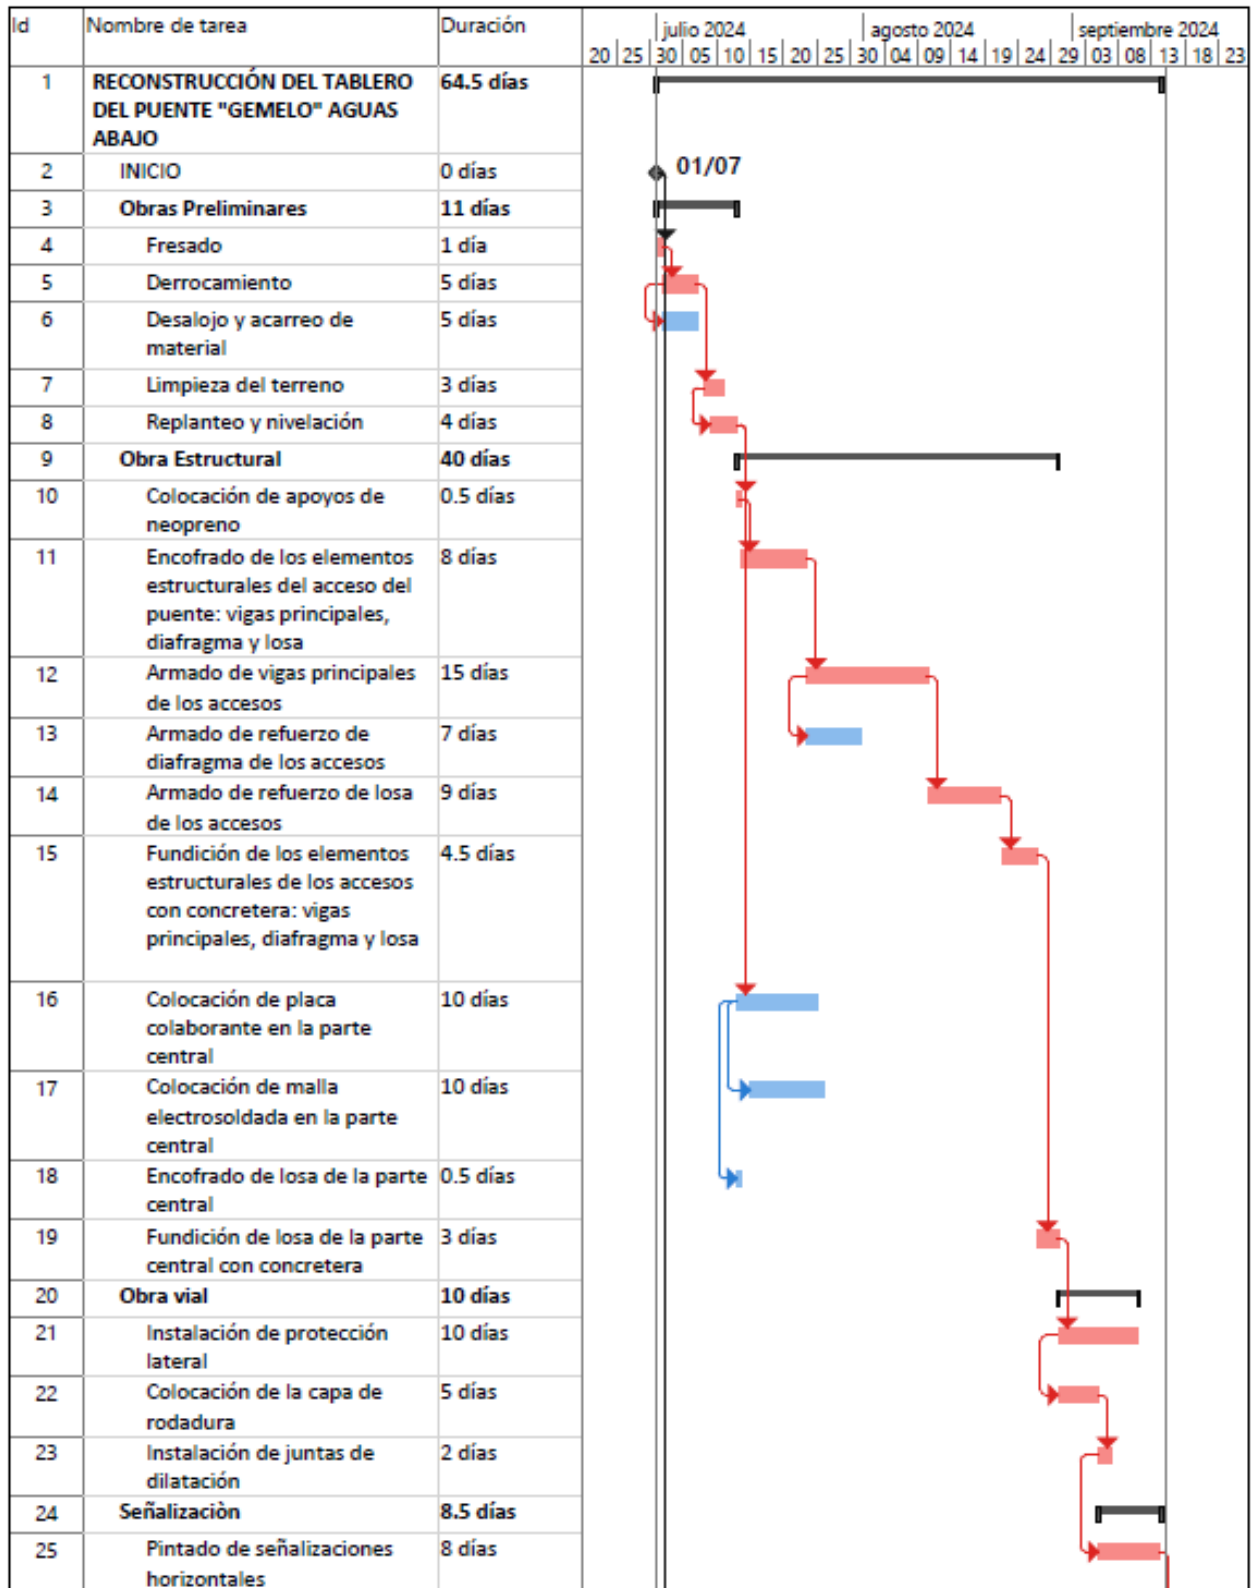 Id Nombre de tarea Duración julio 2024 agosto 2024 septiembre 2024
20 25 30 05 10 15 20 25 30 04 09 14 19 24 29 03 08 13 18 23
1 RECONSTRUCCIÓN DEL TABLERO 64.5 días
DEL PUENTE "GEMELO" AGUAS
ABAJO
2 INICIO 0 días 01/07
3 Obras Preliminares 11 días
4 Fresado 1 día
5 Derrocamiento 5 días
6 Desalojo y acarreo de 5 días
material
7 Limpieza del terreno 3 días
8 Replanteo y nivelación 4 días
9 Obra Estructural 40 días
10 Colocación de apoyos de 0.5 días
neopreno
11 Encofrado de los elementos 8 días
estructurales del acceso del
puente: vigas principales,
diafragma y losa
12 Armado de vigas principales 15 días
de los accesos
13 Armado de refuerzo de 7 días
diafragma de los accesos
14 Armado de refuerzo de losa 9 días
de los accesos
15 Fundición de los elementos 4.5 días
estructurales de los accesos
con concretera: vigas
principales, diafragma y losa
16 Colocación de placa 10 días
colaborante en la parte
central
17 Colocación de malla 10 días
electrosoldada en la parte
central
18 Encofrado de losa de la parte 0.5 días
central
19 Fundición de losa de la parte 3 días
central con concretera
20 Obra vial 10 días
21 Instalación de protección 10 días
lateral
22 Colocación de la capa de 5 días
rodadura
23 Instalación de juntas de 2 días
dilatación
24 Señalizaciòn 8.5 días
25 Pintado de señalizaciones 8 días
horizontales